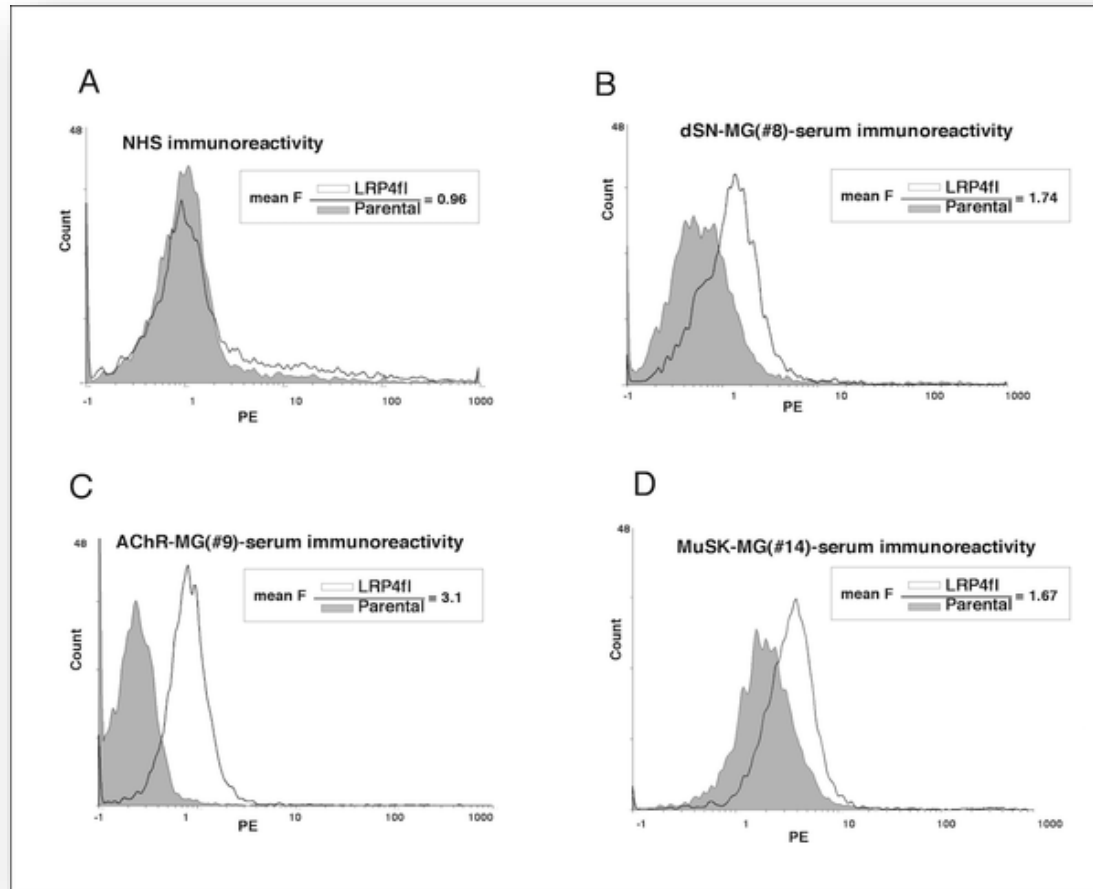 A
NHS immunoreactivity
48
Count
mean F LRP4fl / Parental = 0.96
-1 1 10 100 1000
PE
B
dSN-MG(#8)-serum immunoreactivity
48
Count
mean F LRP4fl / Parental = 1.74
-1 1 10 100 1000
PE
C
AChR-MG(#9)-serum immunoreactivity
48
Count
mean F LRP4fl / Parental = 3.1
-1 1 10 100 1000
PE
D
MuSK-MG(#14)-serum immunoreactivity
48
Count
mean F LRP4fl / Parental = 1.67
-1 1 10 100 1000
PE